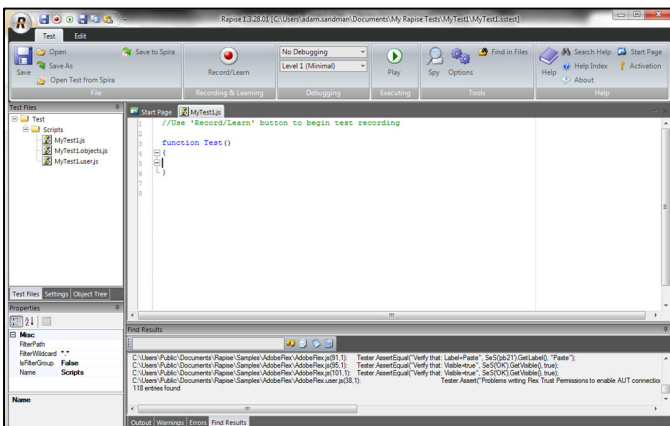 Rapise 1.3.28.01 [C:\Users\adam.sandman\Documents\My Rapise Tests\MyTest1\MyTest1.sstest]
Test Edit
Save
Open
Save As
Open Test from Spira
Save to Spira
File
Record/Learn
Recording & Learning
No Debugging
Level 1 (Minimal)
Debugging
Play
Executing
Spy
Options
Find in Files
Tools
Help
Search Help
Help Index
About
Start Page
Activation
Help
Test Files
Test
Scripts
MyTest1.js
MyTest1.objects.js
MyTest1.user.js
Test Files Settings Object Tree
Properties
Misc
FilterPath
FilterWildcard *.*
IsFilterGroup False
Name Scripts
Name
Start Page MyTest1.js
1 //Use 'Record/Learn' button to begin test recording
2
3 function Test()
4 {
5
6 }
7
8
Find Results
C:\Users\Public\Documents\Rapise\Samples\AdobeFlex\AdobeFlex.js(91,1): Tester.AssertEqual("Verify that: Label=Paste", SeS('pb21').GetLabel(), "Paste");
C:\Users\Public\Documents\Rapise\Samples\AdobeFlex\AdobeFlex.js(95,1): Tester.AssertEqual("Verify that: Visible=true", SeS('OK').GetVisible(), true);
C:\Users\Public\Documents\Rapise\Samples\AdobeFlex\AdobeFlex.js(101,1): Tester.AssertEqual("Verify that: Visible=true", SeS('OK').GetVisible(), true);
C:\Users\Public\Documents\Rapise\Samples\AdobeFlex\AdobeFlex.user.js(38,1): Tester.Assert("Problems writing Flex Trust Permissions to enable AUT connection
118 entries found
Output Warnings Errors Find Results